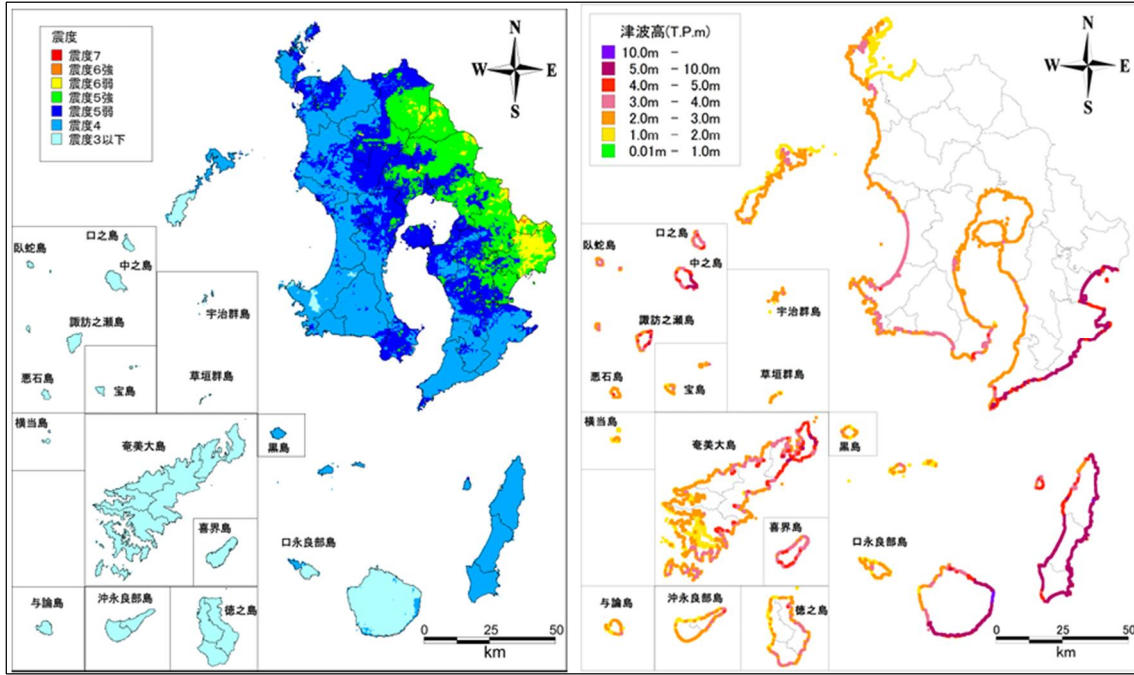 震度
震度7
震度6強
震度6弱
震度5強
震度5弱
震度4
震度3以下
N
W E
S
口之島
臥蛇島
中之島
諏訪之瀬島
宇治群島
悪石島
宝島
草垣群島
横当島
奄美大島
黒島
喜界島
口永良部島
与論島
沖永良部島
徳之島
0 25 50
km
津波高(T.P.m)
10.0m －
5.0m － 10.0m
4.0m － 5.0m
3.0m － 4.0m
2.0m － 3.0m
1.0m － 2.0m
0.01m － 1.0m
N
W E
S
口之島
臥蛇島
中之島
諏訪之瀬島
宇治群島
悪石島
宝島
草垣群島
横当島
奄美大島
黒島
喜界島
口永良部島
与論島
沖永良部島
徳之島
0 25 50
km